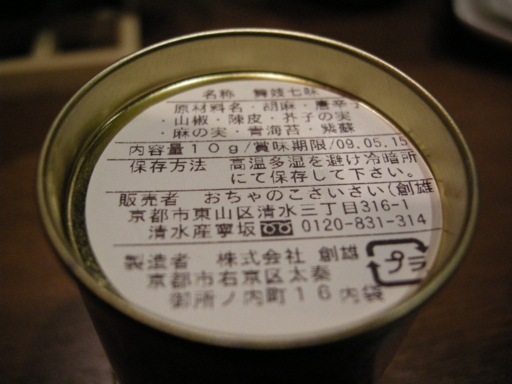 名称 舞妓七味
原材料名・胡麻・唐辛子
・山椒・陳皮・芥子の実
・麻の実・青海苔・紫蘇
内容量10g/賞味期限/09.05.15
保存方法 高温多湿を避け冷暗所
にて保存して下さい。
販売者 おちゃのこさいさい(創雄
京都市東山区清水三丁目316-1
清水産寧坂 0120-831-314
製造者 株式会社 創雄
京都市右京区太秦
御所ノ内町16 内袋
プラ